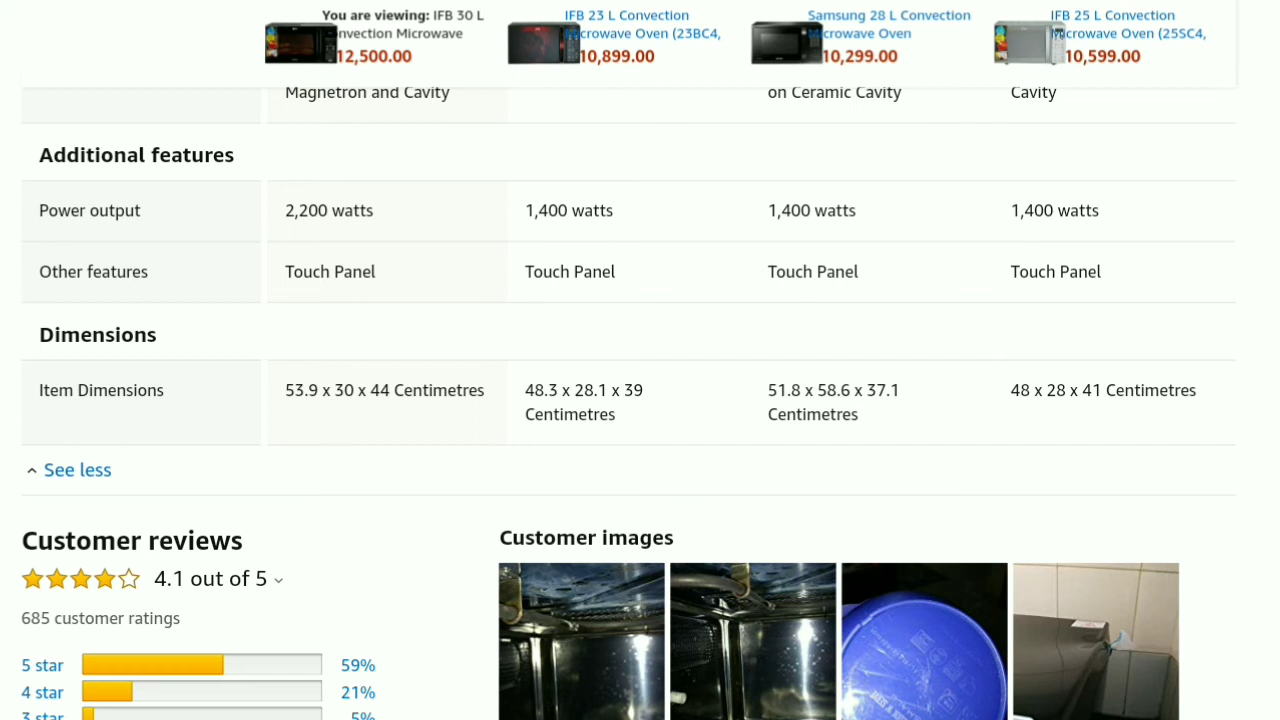 You are viewing: IFB 30 L
nvection Microwave
12,500.00
IFB 23 L Convection
icrowave Oven (23BC4,
10,899.00
Samsung 28 L Convection
icrowave Oven
10,299.00
IFB 25 L Convection
icrowave Oven (25SC4,
10,599.00
Magnetron and Cavity
on Ceramic Cavity
Cavity
Additional features
Power output 2,200 watts 1,400 watts 1,400 watts 1,400 watts
Other features Touch Panel Touch Panel Touch Panel Touch Panel
Dimensions
Item Dimensions 53.9 x 30 x 44 Centimetres 48.3 x 28.1 x 39 51.8 x 58.6 x 37.1 48 x 28 x 41 Centimetres
Centimetres Centimetres
See less
Customer reviews
4.1 out of 5
685 customer ratings
5 star 59%
4 star 21%
3 star 5%
Customer images